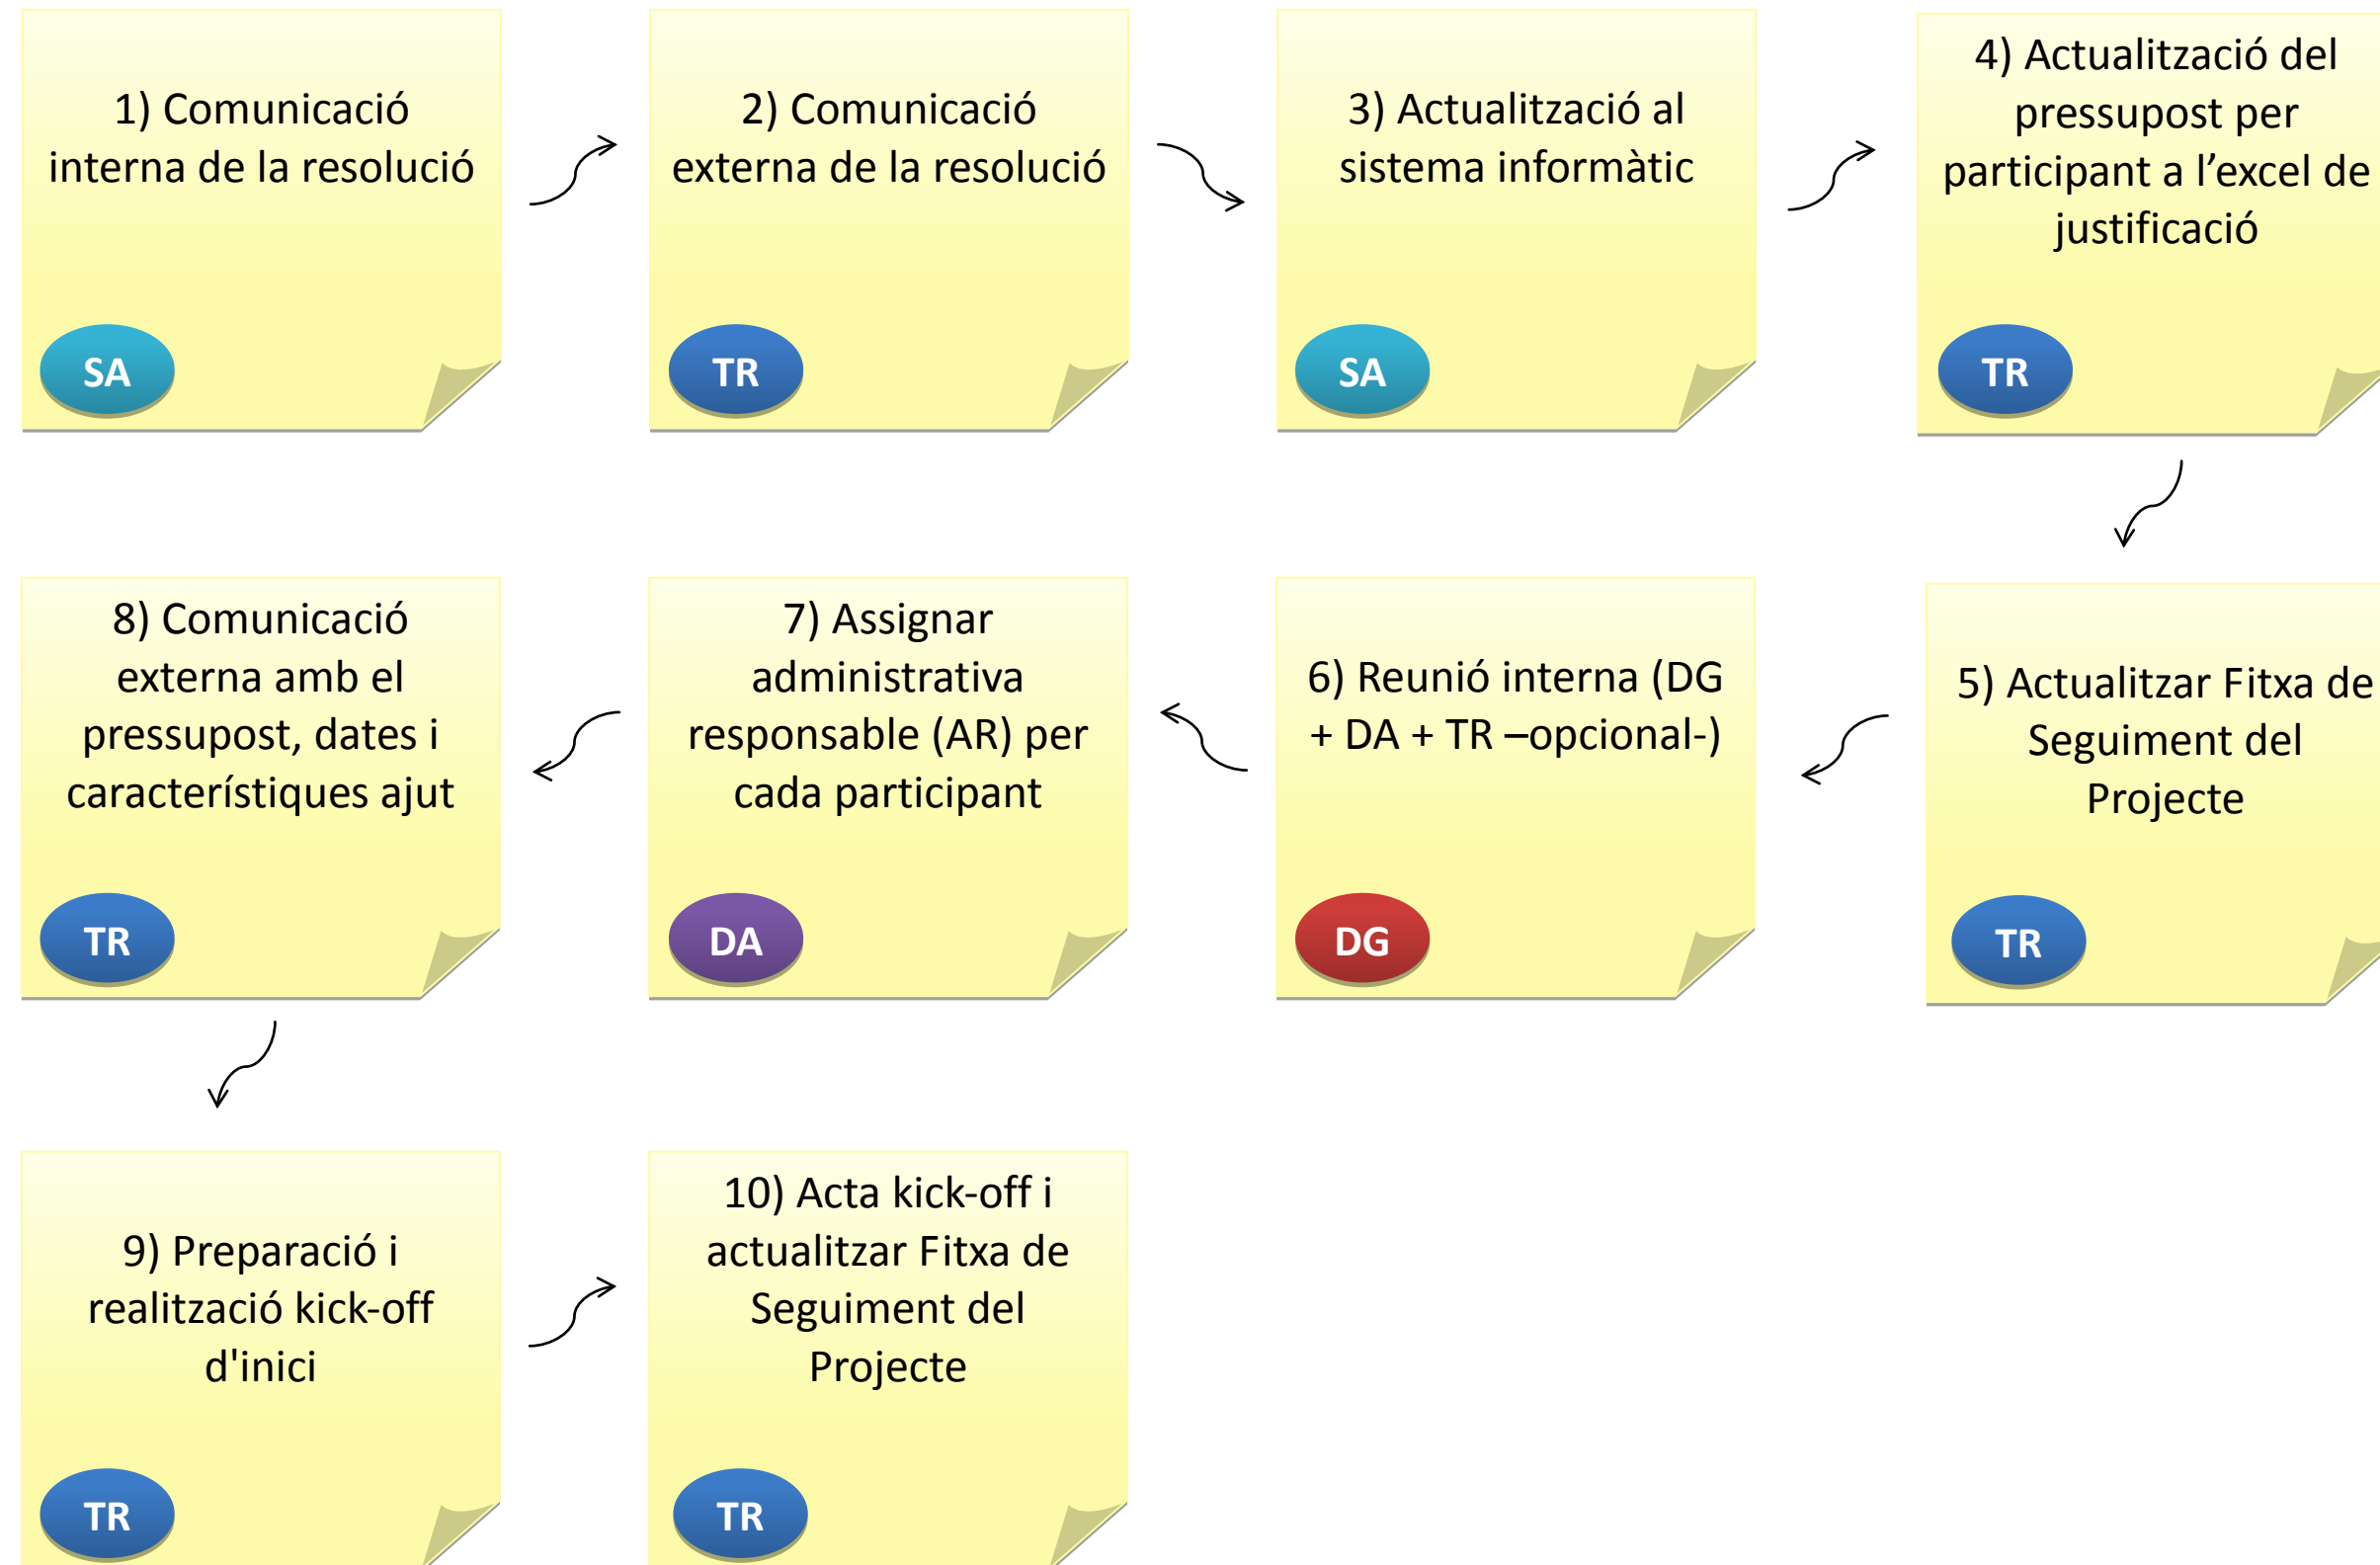 1) Comunicació
interna de la resolució
SA
2) Comunicació
externa de la resolució
TR
3) Actualització al
sistema informàtic
SA
4) Actualització del
pressupost per
participant a l’excel de
justificació
TR
5) Actualitzar Fitxa de
Seguiment del
Projecte
TR
6) Reunió interna (DG
+ DA + TR –opcional-)
DG
7) Assignar
administrativa
responsable (AR) per
cada participant
DA
8) Comunicació
externa amb el
pressupost, dates i
característiques ajut
TR
9) Preparació i
realització kick-off
d'inici
TR
10) Acta kick-off i
actualitzar Fitxa de
Seguiment del
Projecte
TR